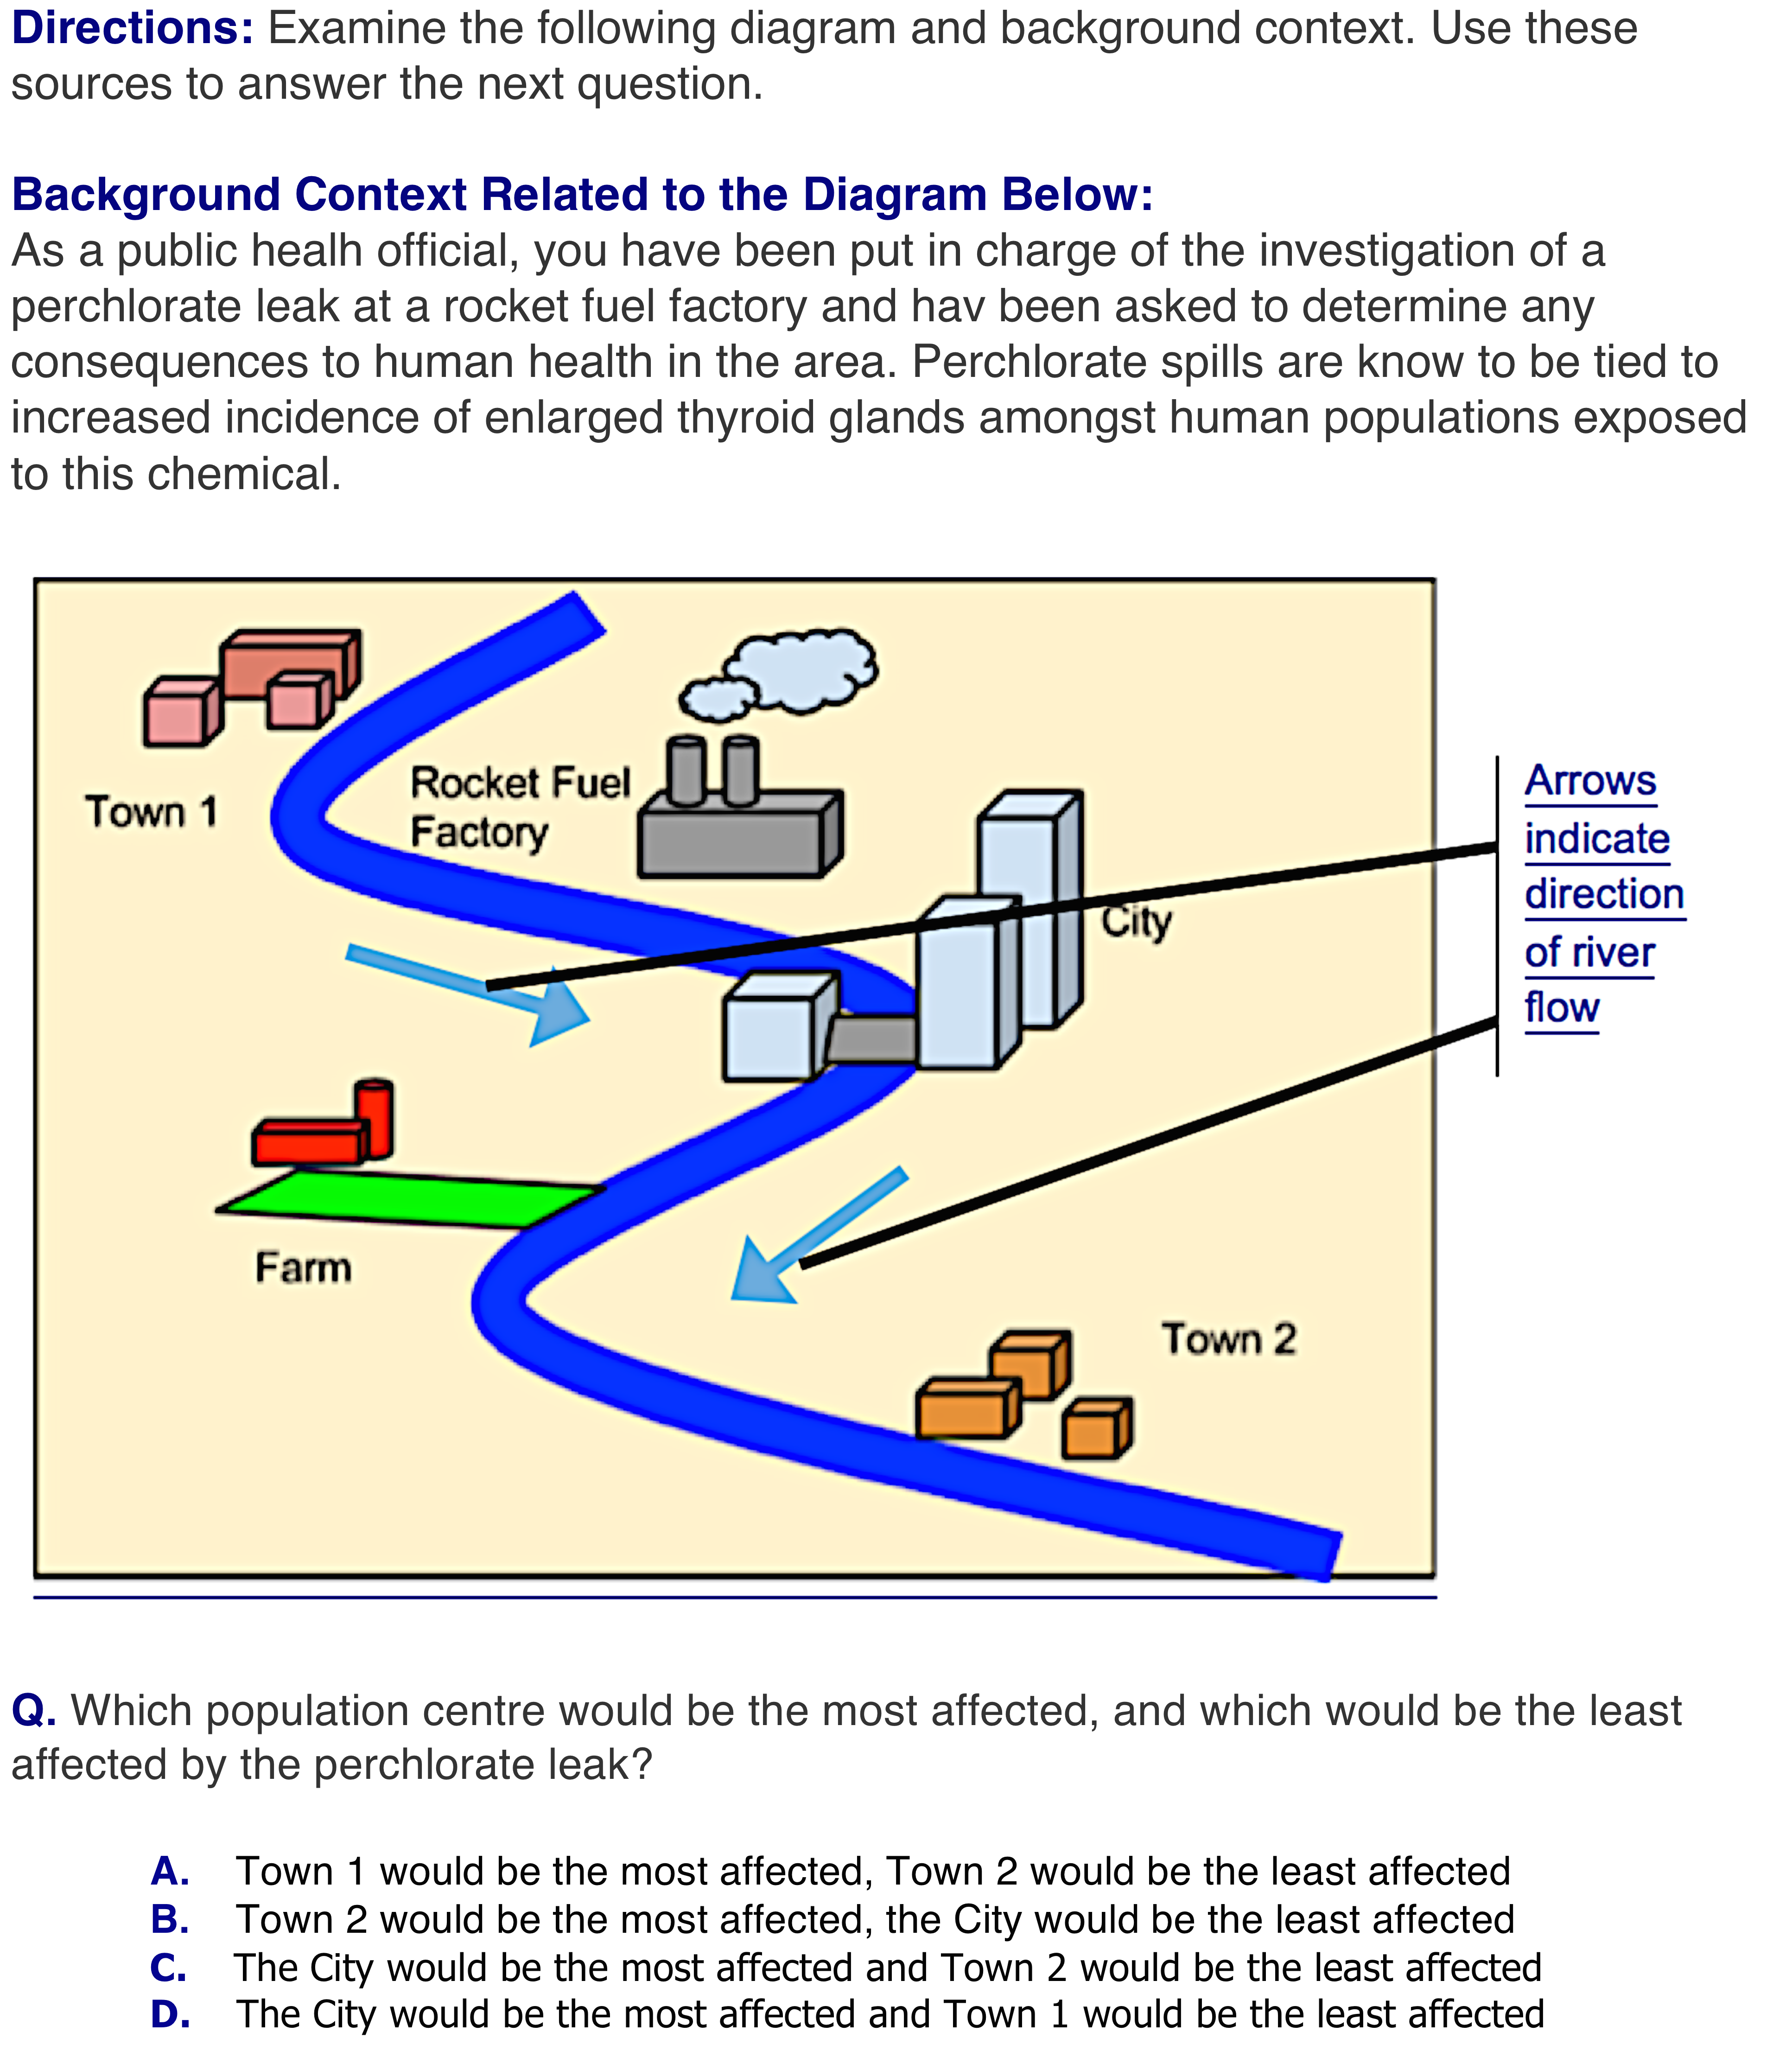 Directions: Examine the following diagram and background context. Use these
sources to answer the next question.
Background Context Related to the Diagram Below:
As a public healh official, you have been put in charge of the investigation of a
perchlorate leak at a rocket fuel factory and hav been asked to determine any
consequences to human health in the area. Perchlorate spills are know to be tied to
increased incidence of enlarged thyroid glands amongst human populations exposed
to this chemical.
Town 1
Rocket Fuel
Factory
City
Arrows
indicate
direction
of river
flow
Farm
Town 2
Q. Which population centre would be the most affected, and which would be the least
affected by the perchlorate leak?
A. Town 1 would be the most affected, Town 2 would be the least affected
B. Town 2 would be the most affected, the City would be the least affected
C. The City would be the most affected and Town 2 would be the least affected
D. The City would be the most affected and Town 1 would be the least affected